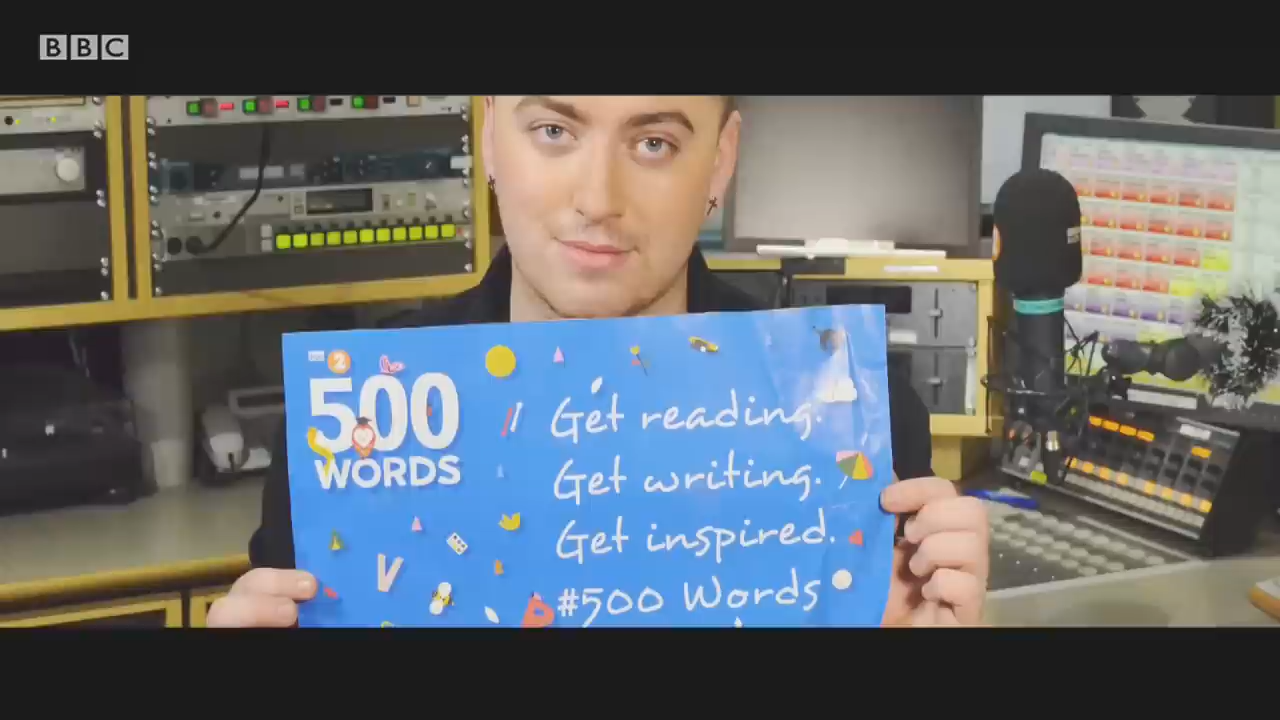 BBC
2
500
WORDS
Get reading.
Get writing.
Get inspired.
#500 Words